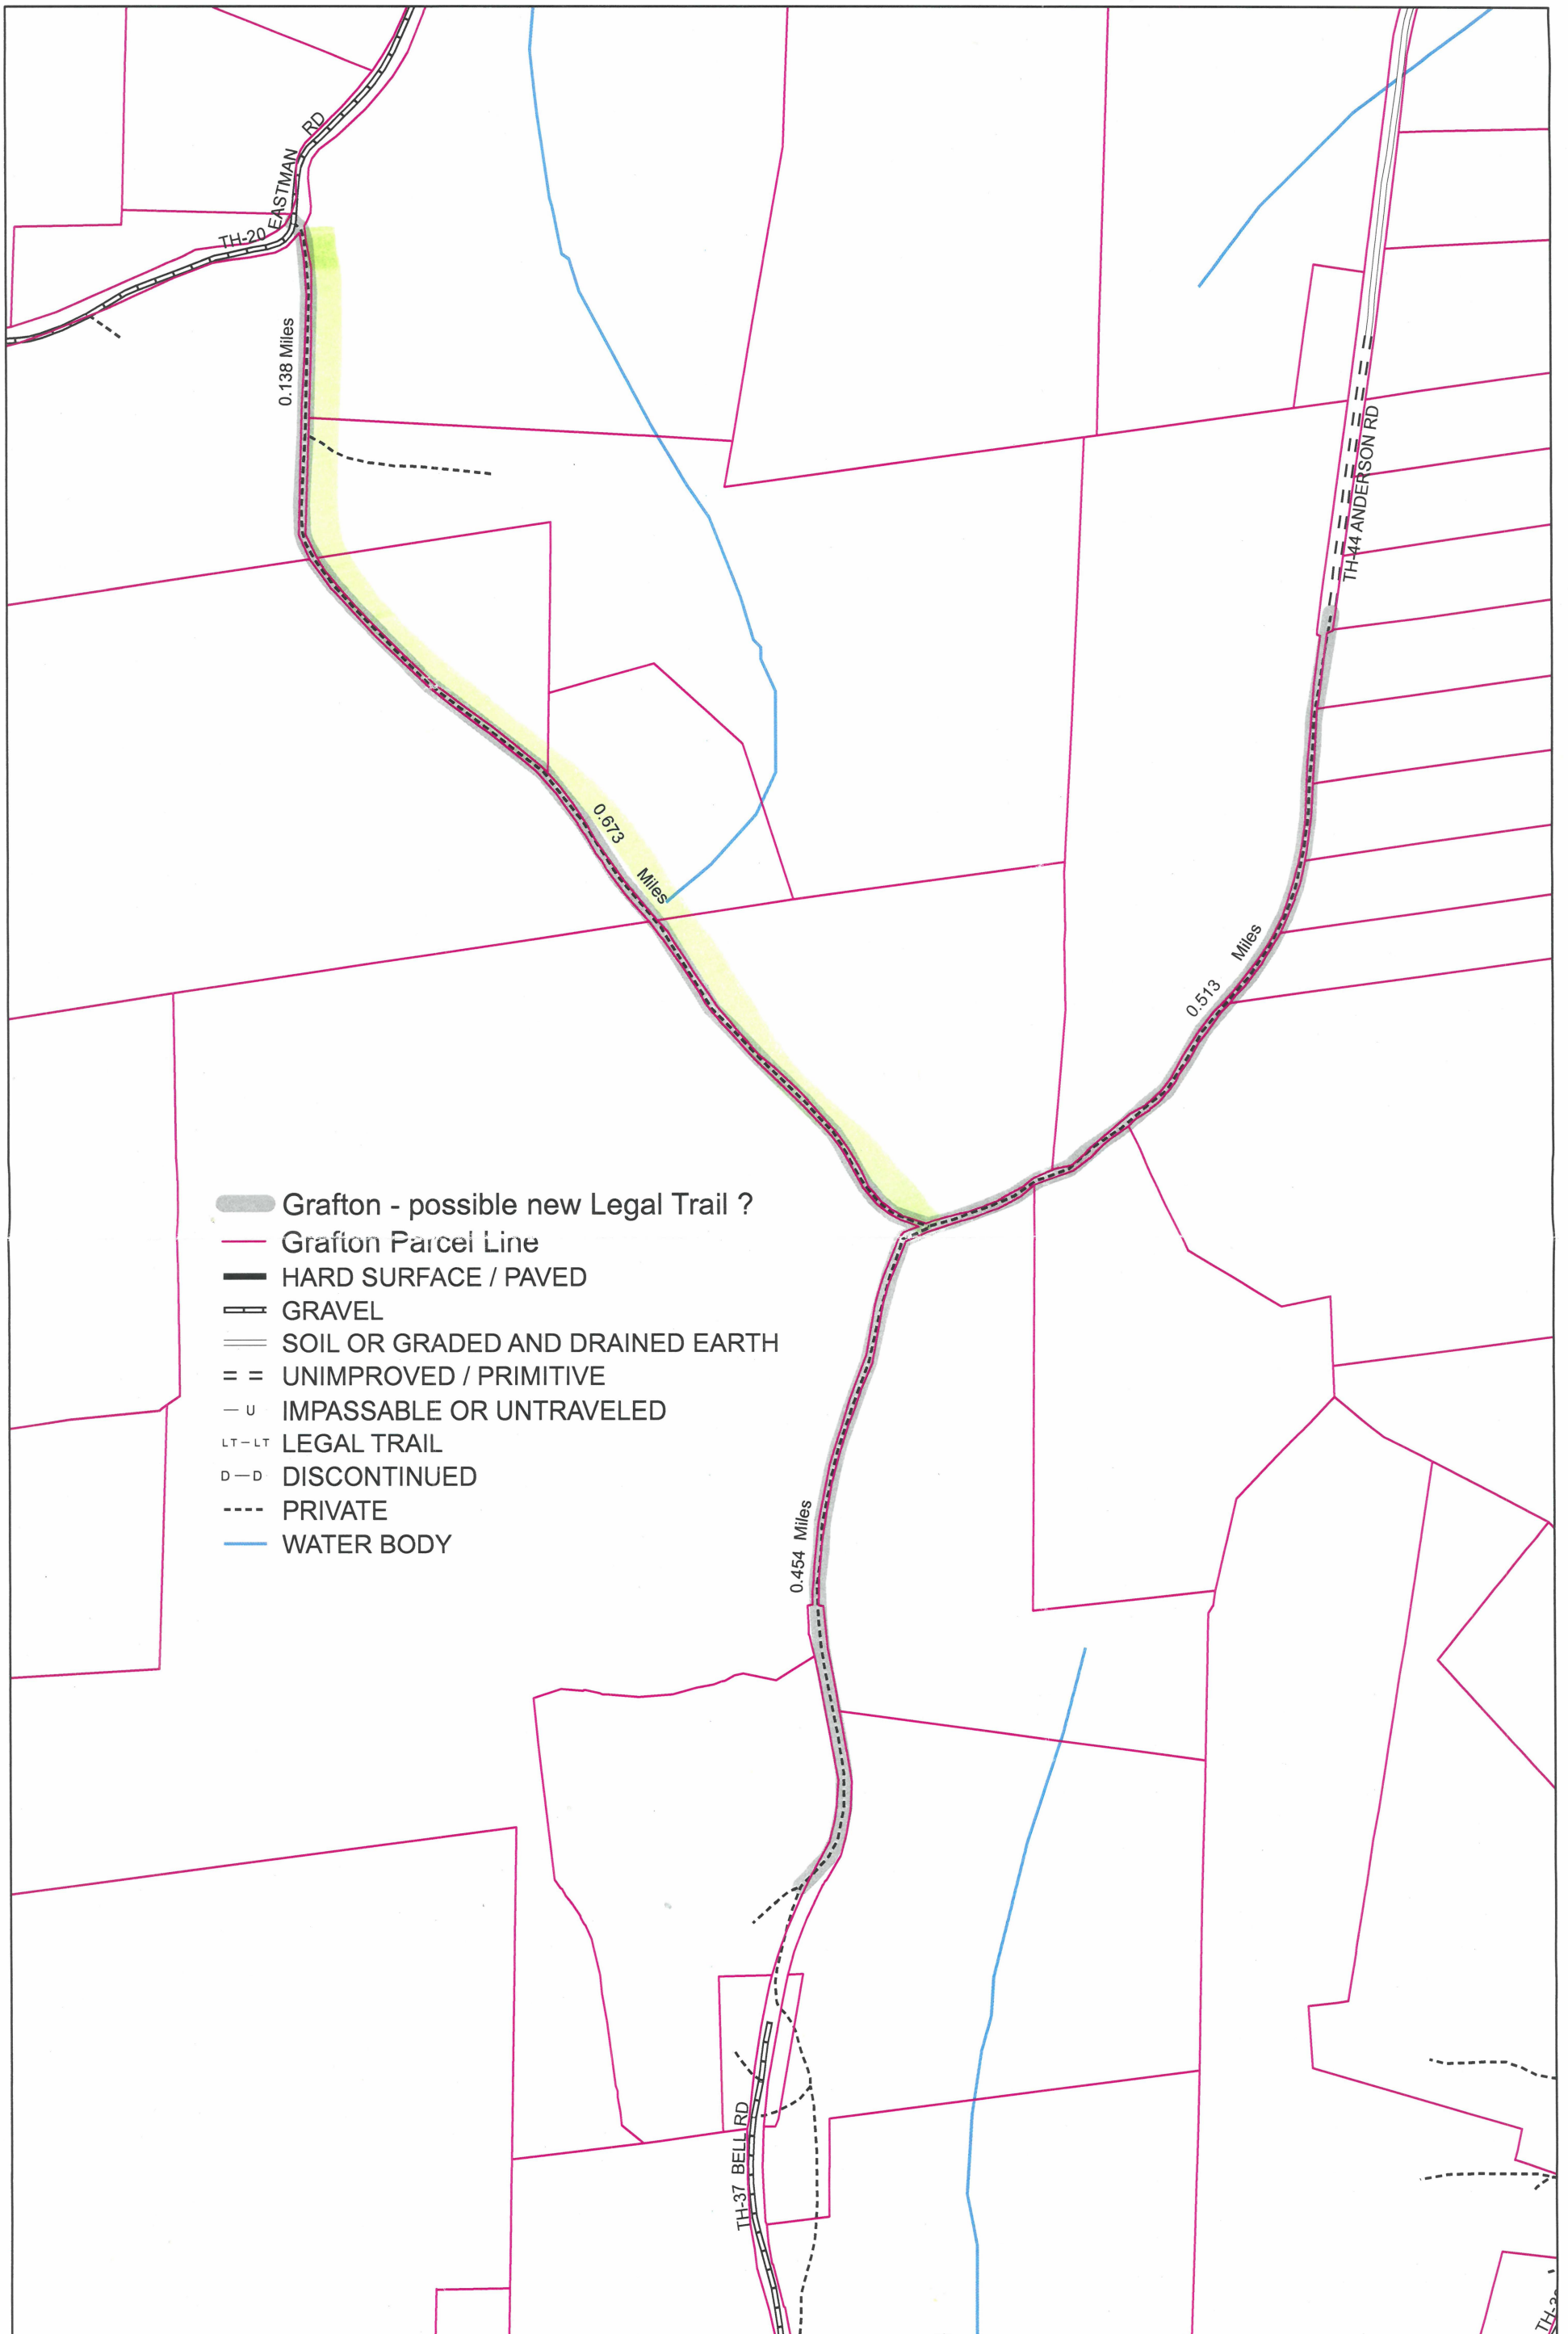 RD
EASTMAN
TH-20
0.138 Miles
TH-44 ANDERSON RD
0.673 Miles
0.513 Miles
Grafton - possible new Legal Trail ?
Grafton Parcel Line
HARD SURFACE / PAVED
GRAVEL
SOIL OR GRADED AND DRAINED EARTH
UNIMPROVED / PRIMITIVE
U IMPASSABLE OR UNTRAVELED
LT-LT LEGAL TRAIL
D-D DISCONTINUED
PRIVATE
WATER BODY
0.454 Miles
TH-37 BELL RD